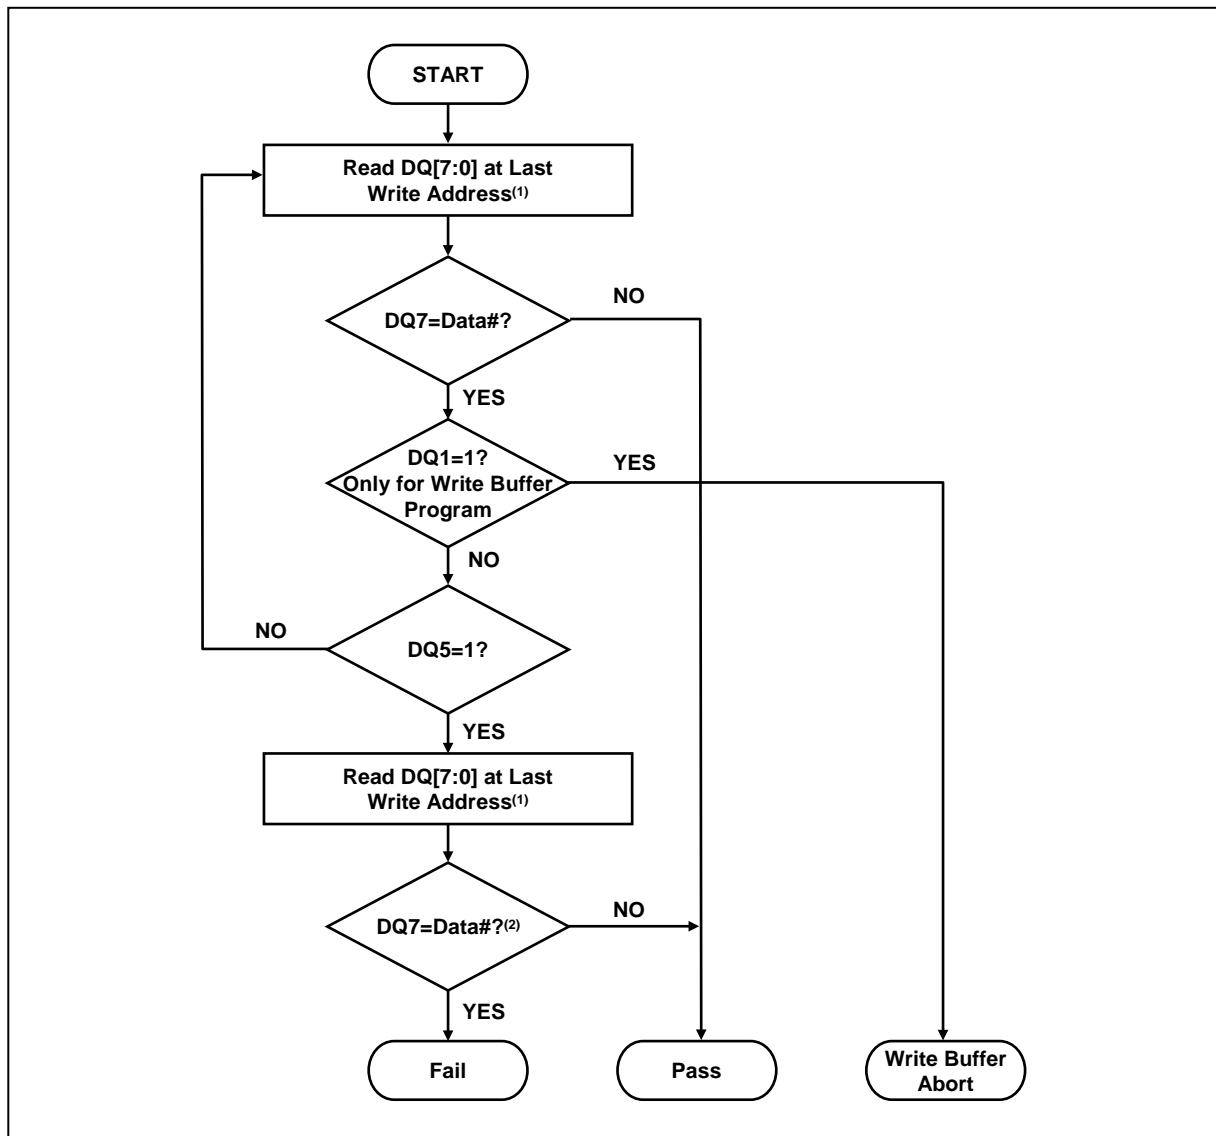 START
Read DQ[7:0] at Last
Write Address(1)
DQ7=Data#?
NO
YES
DQ1=1?
Only for Write Buffer
Program
YES
NO
DQ5=1?
NO
YES
Read DQ[7:0] at Last
Write Address(1)
DQ7=Data#?(2)
NO
YES
Fail
Pass
Write Buffer
Abort